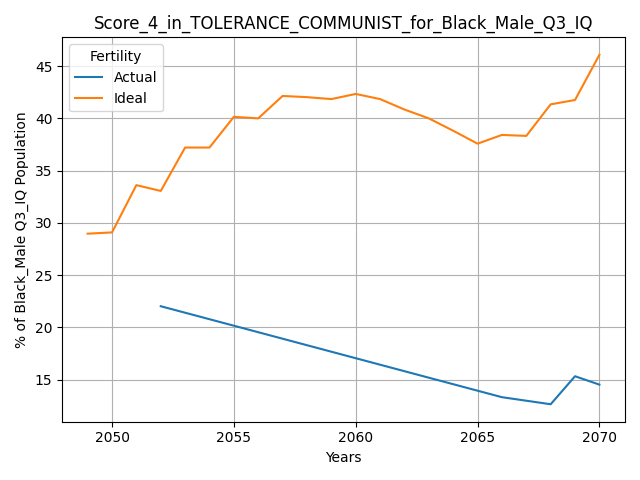 Score_4_in_TOLERANCE_COMMUNIST_for_Black_Male_Q3_IQ
Fertility
Actual
Ideal
45
40
35
30
25
20
15
% of Black_Male Q3_IQ Population
2050 2055 2060 2065 2070
Years